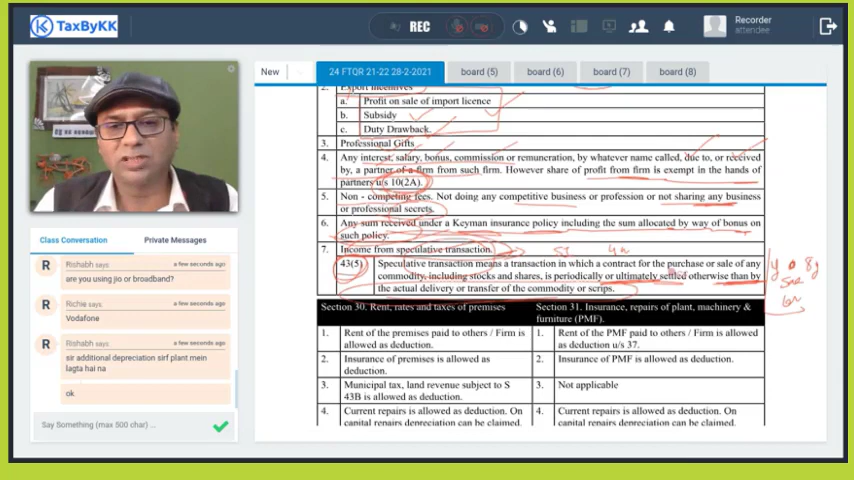 TaxByKK
REC
Recorder
attendee
New
24 FTQR 21-22 28-2-2021
board (5)
board (6)
board (7)
board (8)
2. Export Incentives
a. Profit on sale of import licence
b. Subsidy
c. Duty Drawback.
3. Professional Gifts
4. Any interest, salary, bonus, commission or remuneration, by whatever name called, due to, or received
by, a partner of a firm from such firm. However share of profit from firm is exempt in the hands of
partners u/s 10(2A).
5. Non - competing fees. Not doing any competitive business or profession or not sharing any business
or professional secrets.
6. Any sum received under a Keyman insurance policy including the sum allocated by way of bonus on
such policy.
7. Income from speculative transaction.
43(5) Speculative transaction means a transaction in which a contract for the purchase or sale of any
commodity, including stocks and shares, is periodically or ultimately settled otherwise than by
the actual delivery or transfer of the commodity or scrips.
Section 30. Rent, rates and taxes of premises
Section 31. Insurance, repairs of plant, machinery &
furniture (PMF).
1. Rent of the premises paid to others / Firm is
allowed as deduction.
1. Rent of the PMF paid to others / Firm is allowed
as deduction u/s 37.
2. Insurance of premises is allowed as
deduction.
2. Insurance of PMF is allowed as deduction.
3. Municipal tax, land revenue subject to S
43B is allowed as deduction.
3. Not applicable
4. Current repairs is allowed as deduction. On
capital repairs depreciation can be claimed.
4. Current repairs is allowed as deduction. On
capital repairs depreciation can be claimed.
Class Conversation
Private Messages
R
Rishabh says:
a few seconds ago
are you using jio or broadband?
R
Richie says:
a few seconds ago
Vodafone
R
Rishabh says:
a few seconds ago
sir additional depreciation sirf plant mein
lagta hai na
ok
Say Something (max 500 char) ...